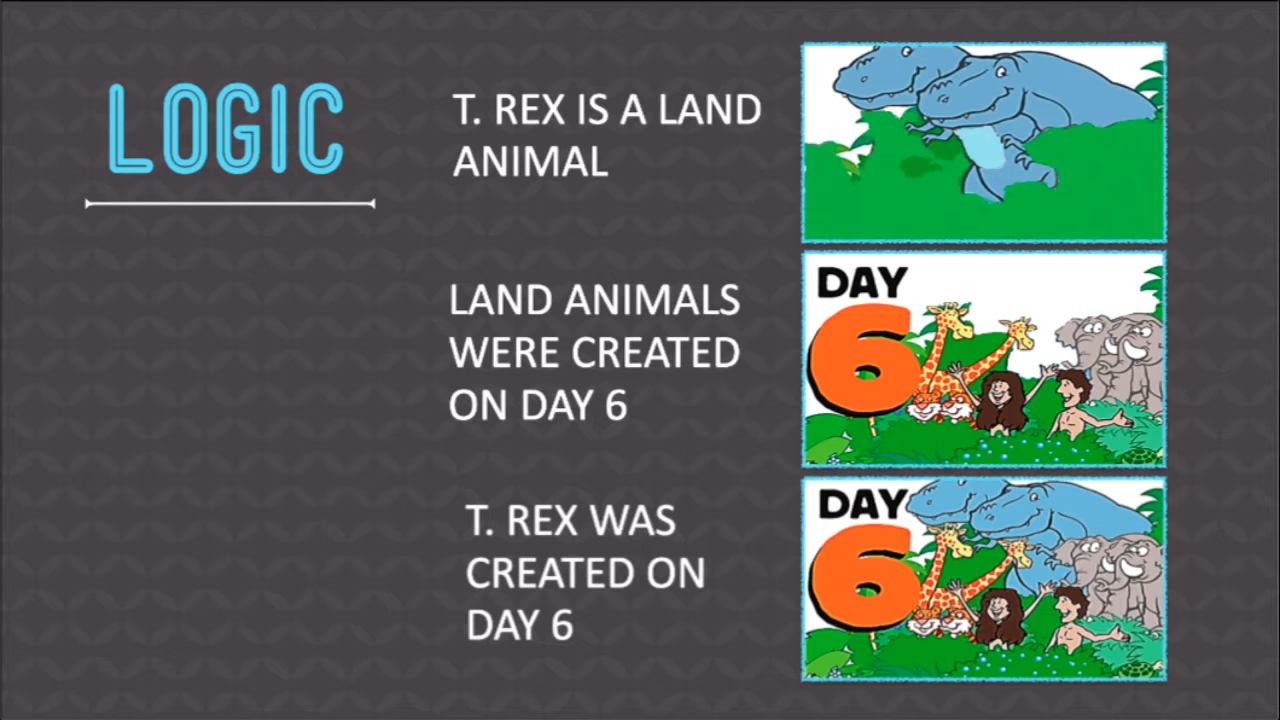 LOGIC
T. REX IS A LAND
ANIMAL
LAND ANIMALS
WERE CREATED
ON DAY 6
DAY
6
T. REX WAS
CREATED ON
DAY 6
DAY
6